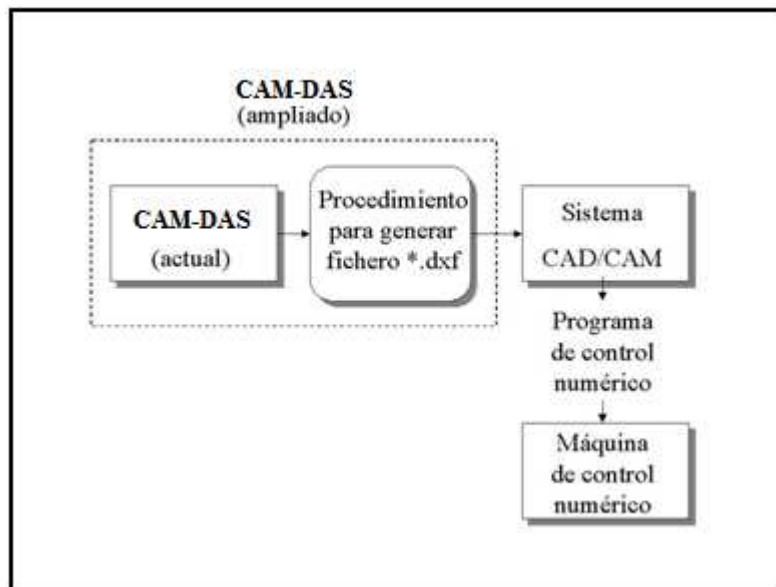 CAM-DAS
(ampliado)
CAM-DAS
(actual)
Procedimiento
para generar
fichero *.dxf
Sistema
CAD/CAM
Programa
de control
numérico
Máquina
de control
numérico